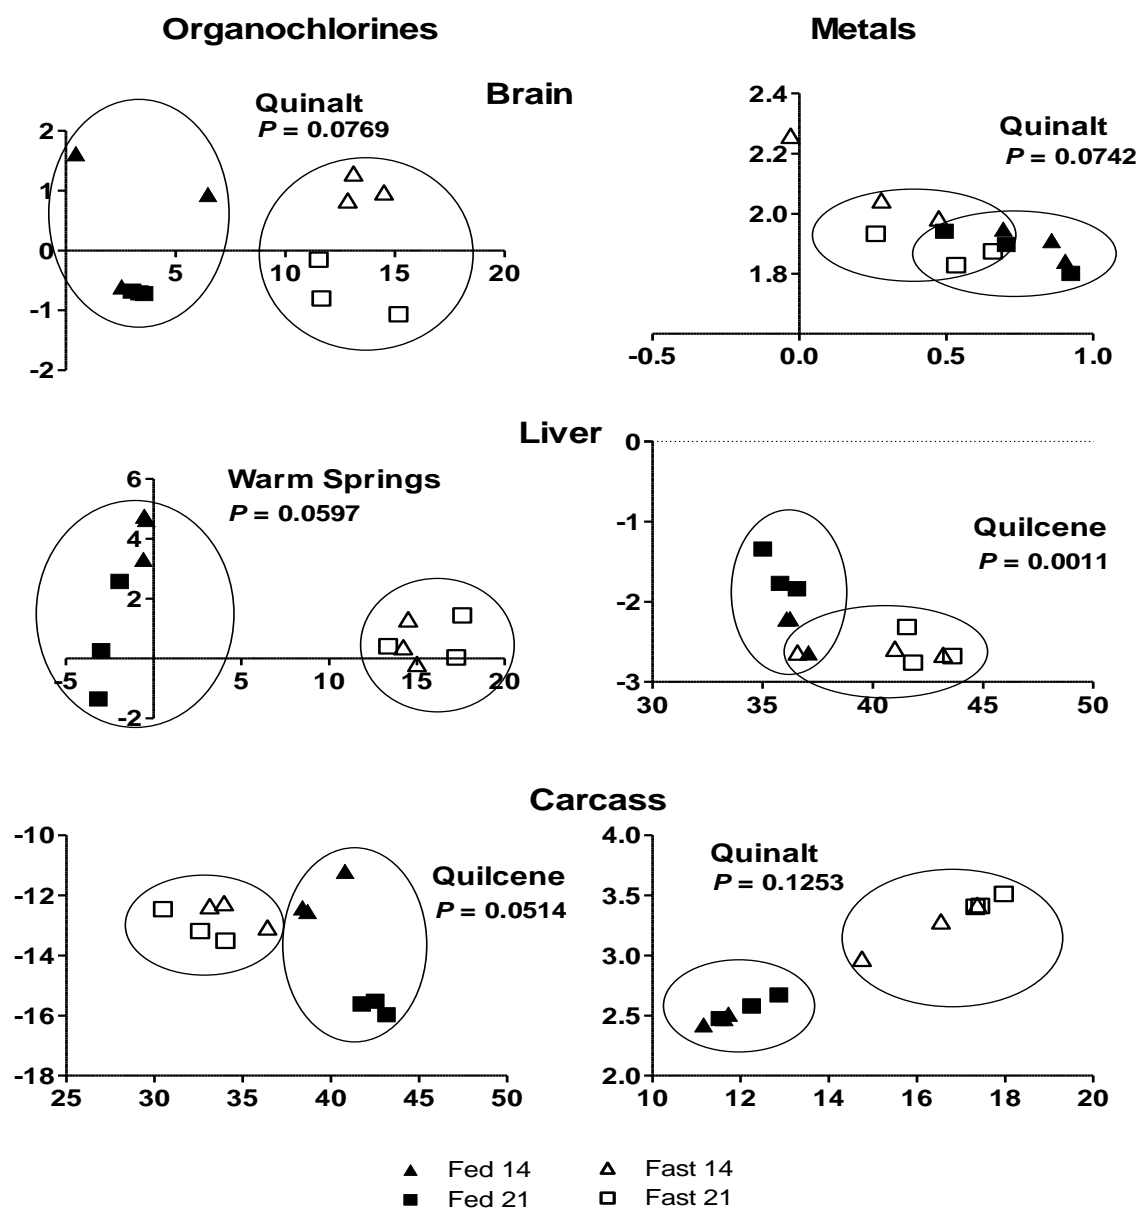 Organochlorines Metals
Brain
Quinalt
P = 0.0769
2
1
0
-1
-2
5 10 15 20
Quinalt
P = 0.0742
2.4
2.2
2.0
1.8
-0.5 0.0 0.5 1.0
Liver
Warm Springs
P = 0.0597
6
4
2
-2
-5 5 10 15 20
Quilcene
P = 0.0011
0
-1
-2
-3
30 35 40 45 50
Carcass
Quilcene
P = 0.0514
-10
-12
-14
-16
-18
25 30 35 40 45 50
Quinalt
P = 0.1253
4.0
3.5
3.0
2.5
2.0
10 12 14 16 18 20
Fed 14 Fast 14
Fed 21 Fast 21